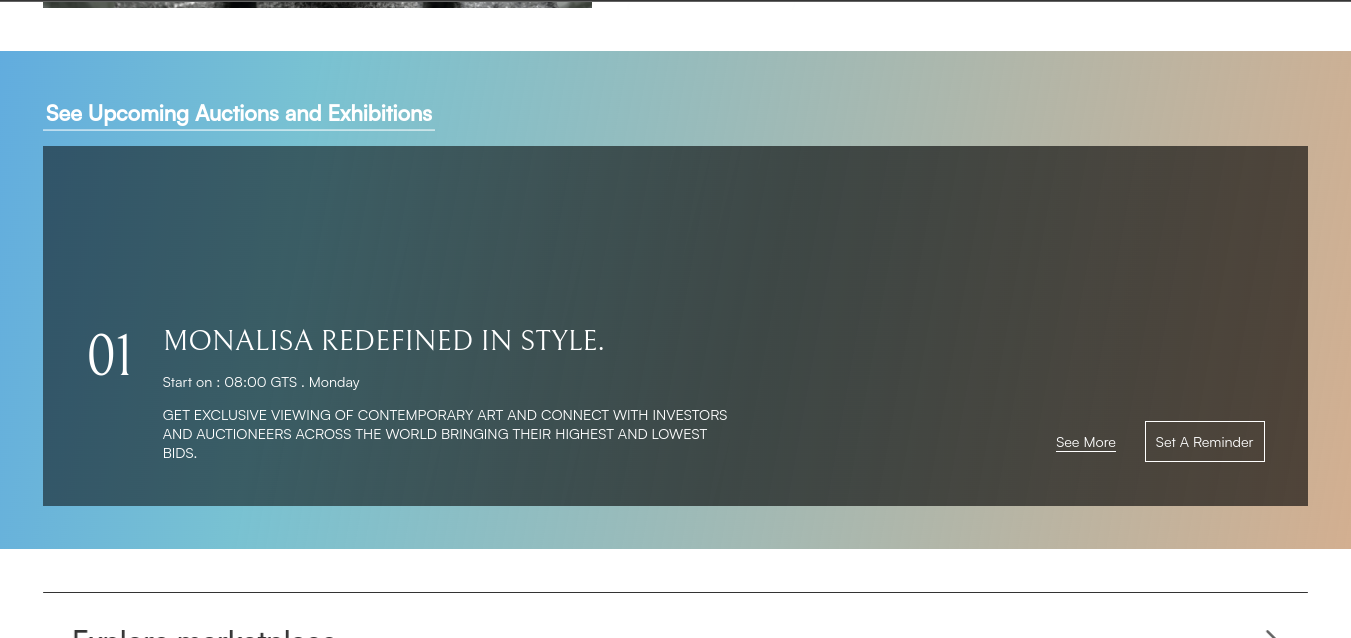 See Upcoming Auctions and Exhibitions
01
MONALISA REDEFINED IN STYLE.
Start on : 08:00 GTS . Monday
GET EXCLUSIVE VIEWING OF CONTEMPORARY ART AND CONNECT WITH INVESTORS
AND AUCTIONEERS ACROSS THE WORLD BRINGING THEIR HIGHEST AND LOWEST
BIDS.
See More
Set A Reminder
Explore marketplace